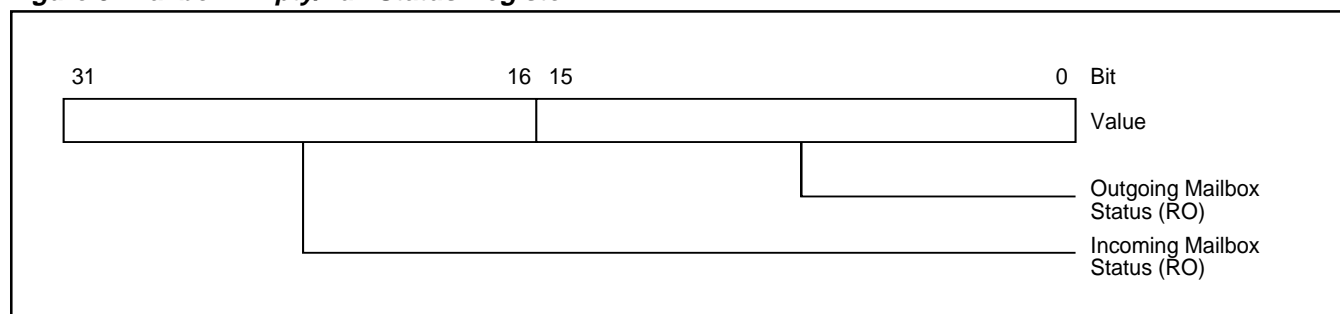 31 16 15 0 Bit
Value
Outgoing Mailbox
Status (RO)
Incoming Mailbox
Status (RO)